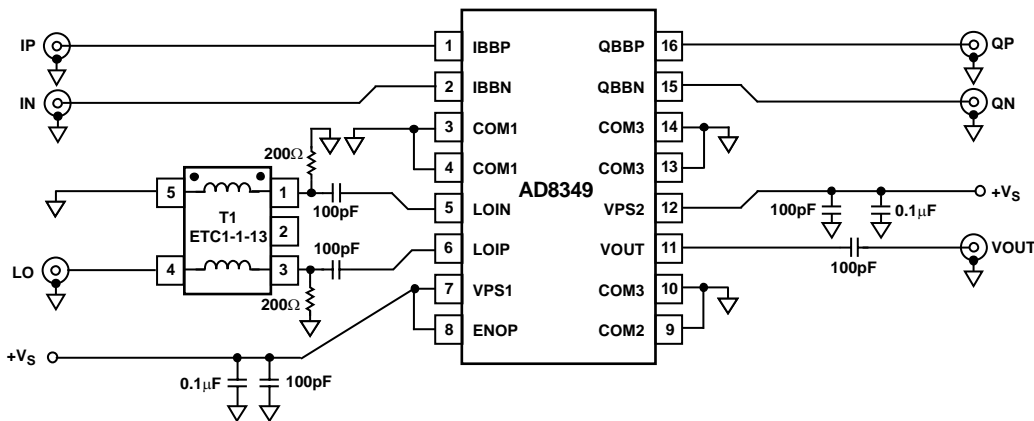 IP
1
IBBP
QBBP
16
QP
IN
2
IBBN
QBBN
15
QN
3
COM1
COM3
14
200Ω
4
COM1
COM3
13
AD8349
5
1
100pF
5
LOIN
VPS2
12
100pF
0.1μF
+VS
T1
ETC1-1-13
2
100pF
6
LOIP
VOUT
11
100pF
VOUT
LO
4
3
200Ω
7
VPS1
COM3
10
8
ENOP
COM2
9
+VS
0.1μF
100pF